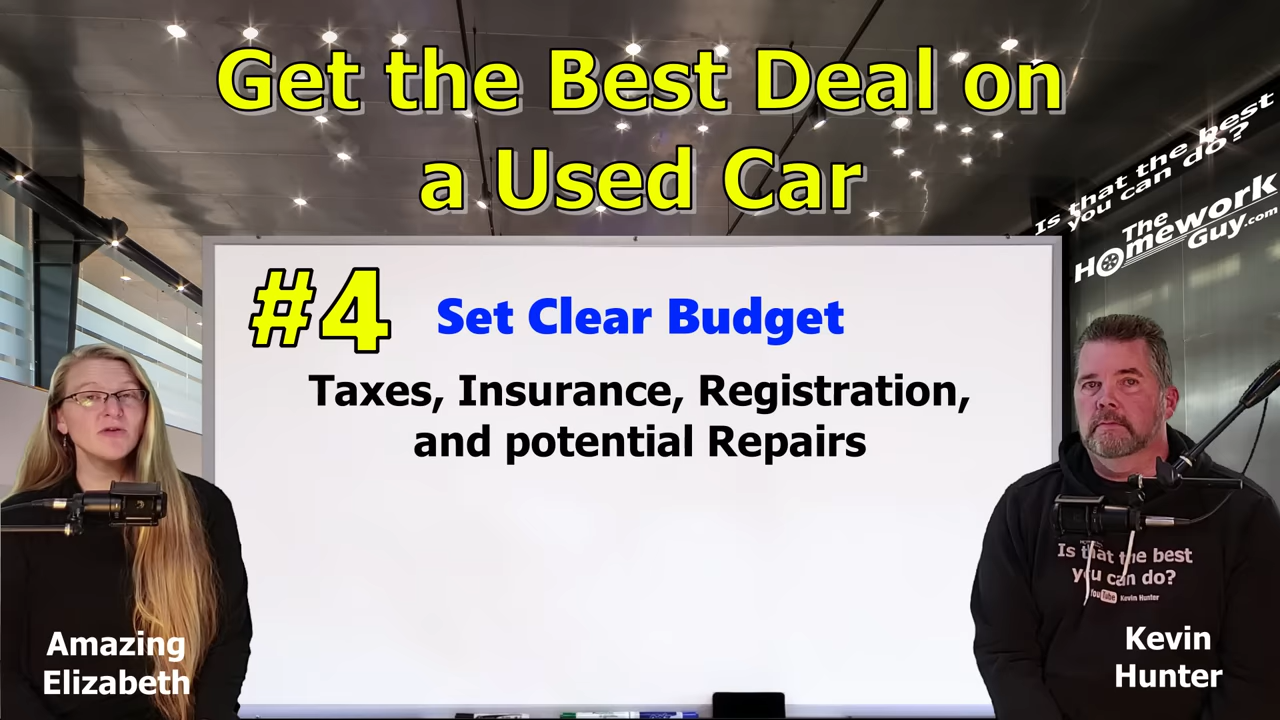 Get the Best Deal on
a Used Car
Is that the best
you can do?
The
Homework
Guy.com
#4
Set Clear Budget
Taxes, Insurance, Registration,
and potential Repairs
Is that the best
you can do?
YouTube Kevin Hunter
Amazing
Elizabeth
Kevin
Hunter